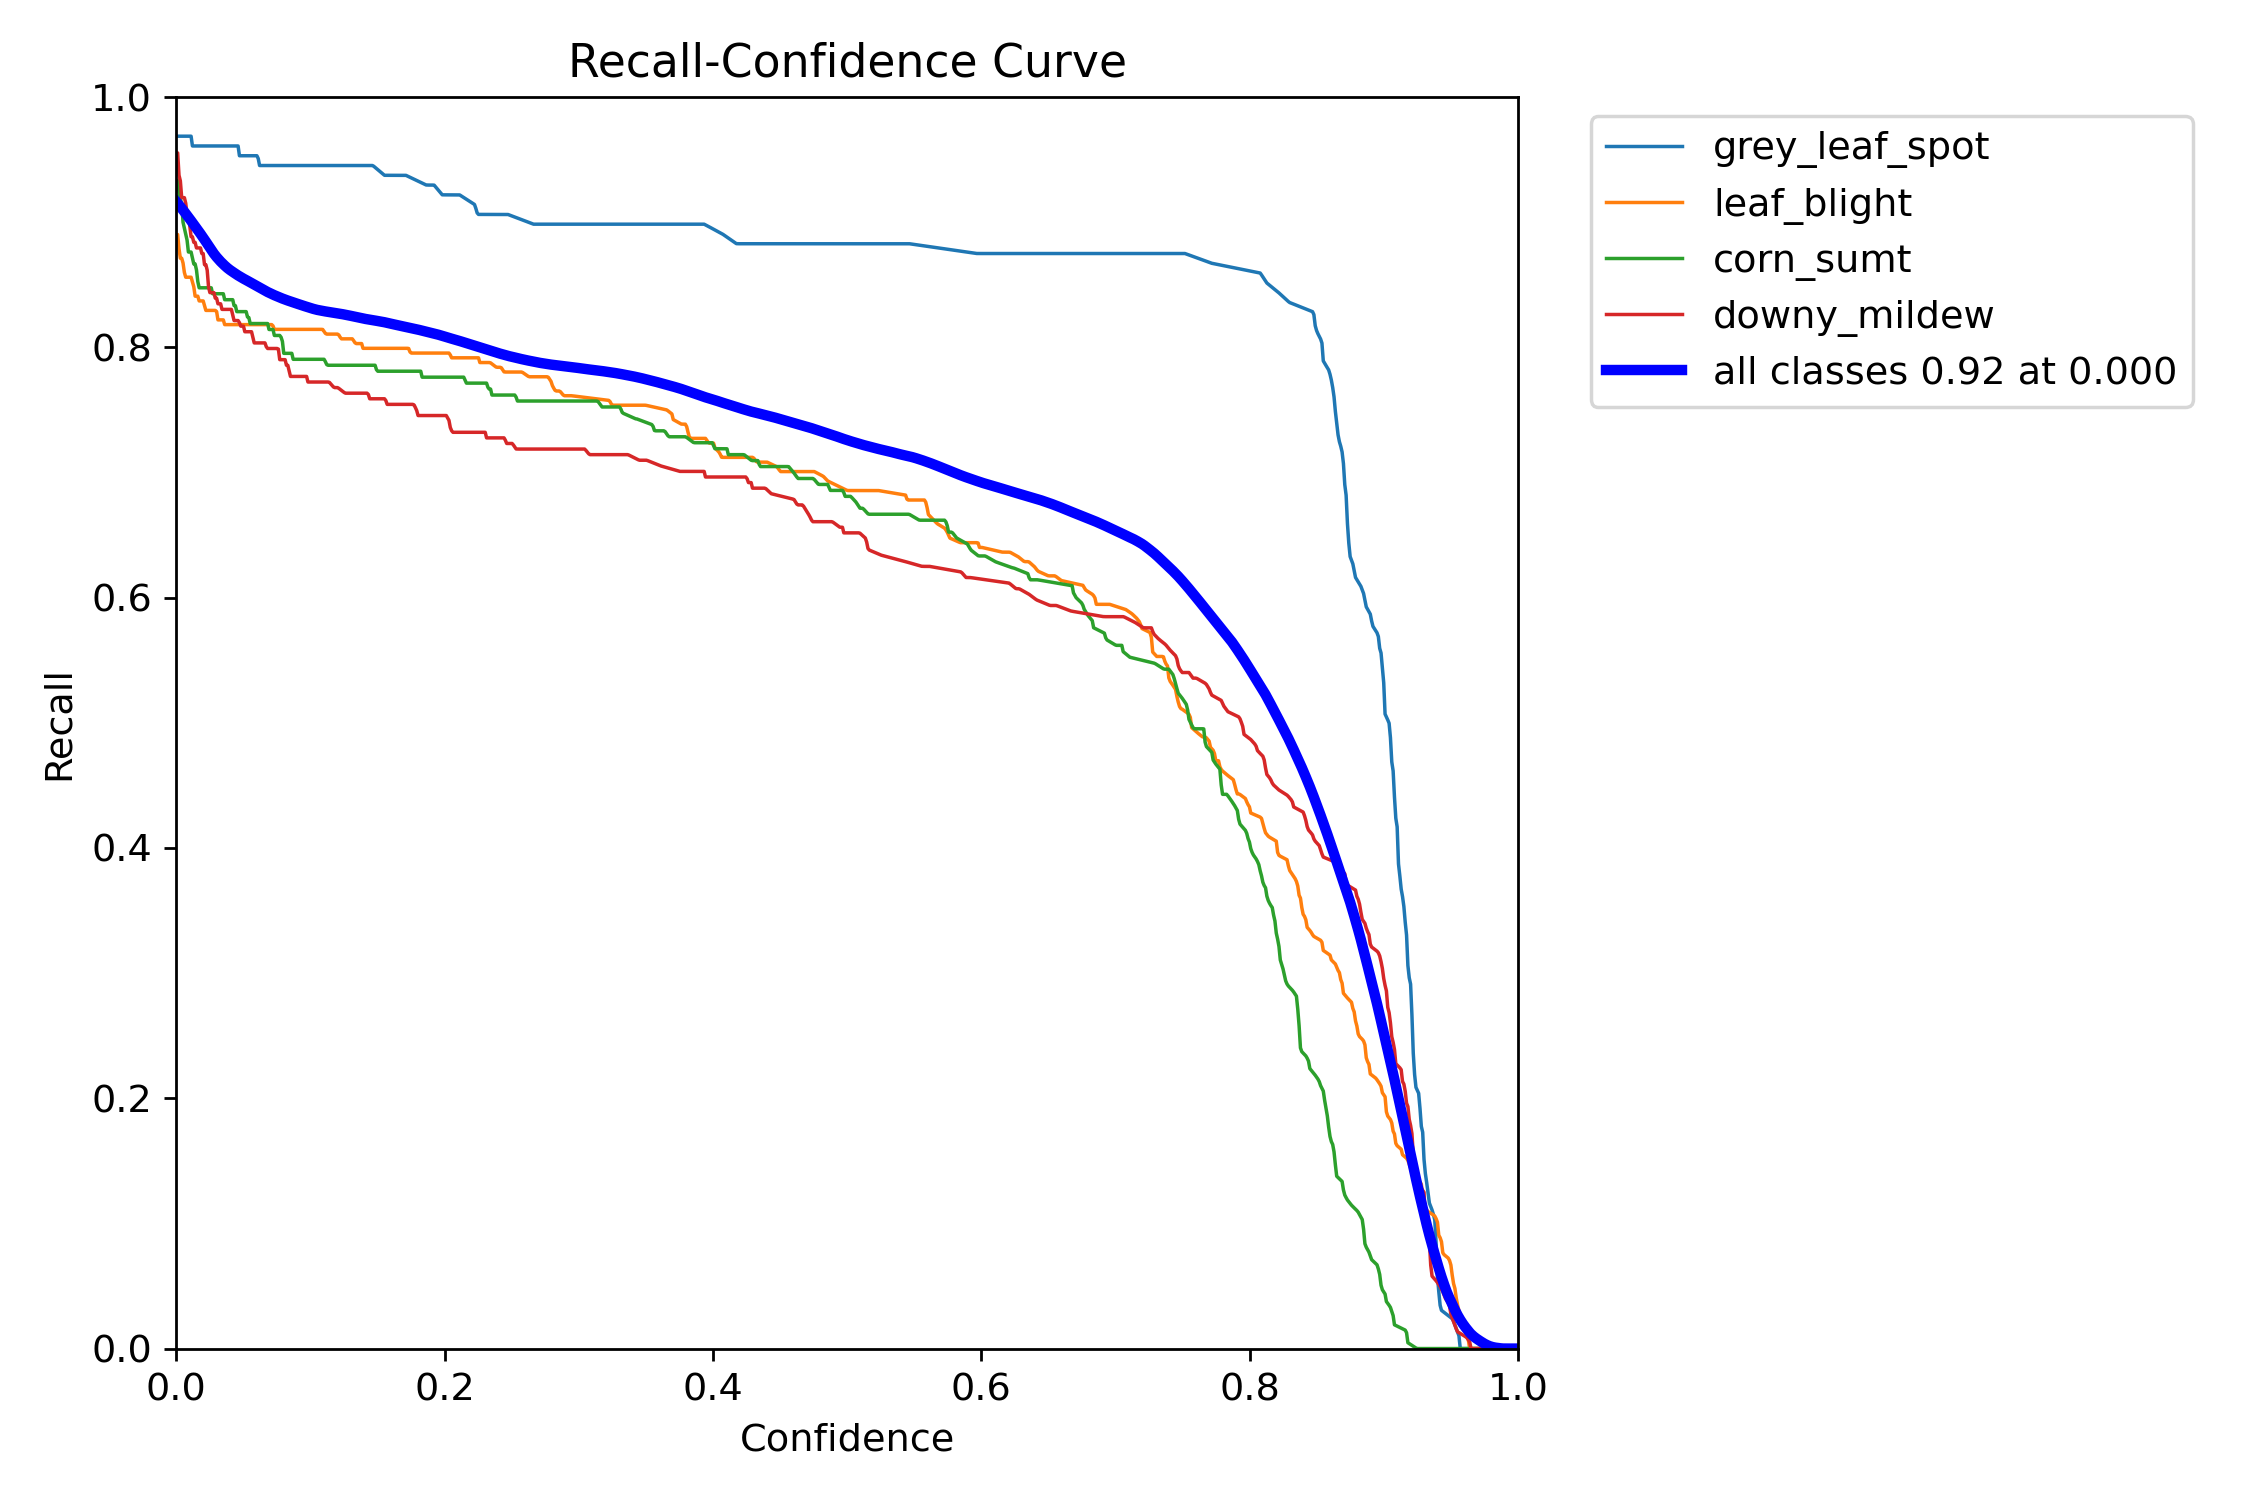 Recall-Confidence Curve
1.0
0.8
0.6
0.4
0.2
0.0
Recall
0.0 0.2 0.4 0.6 0.8 1.0
Confidence
grey_leaf_spot
leaf_blight
corn_sumt
downy_mildew
all classes 0.92 at 0.000